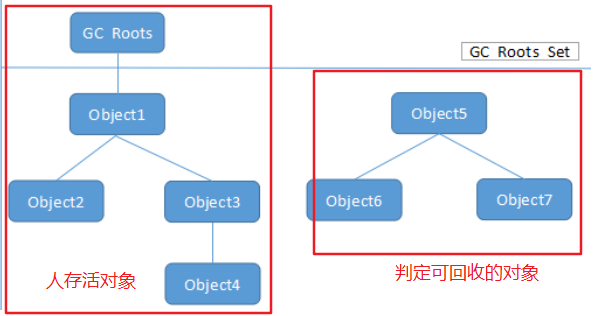 GC Roots
GC Roots Set
Object1
Object5
Object2
Object3
Object6
Object7
Object4
人存活对象
判定可回收的对象